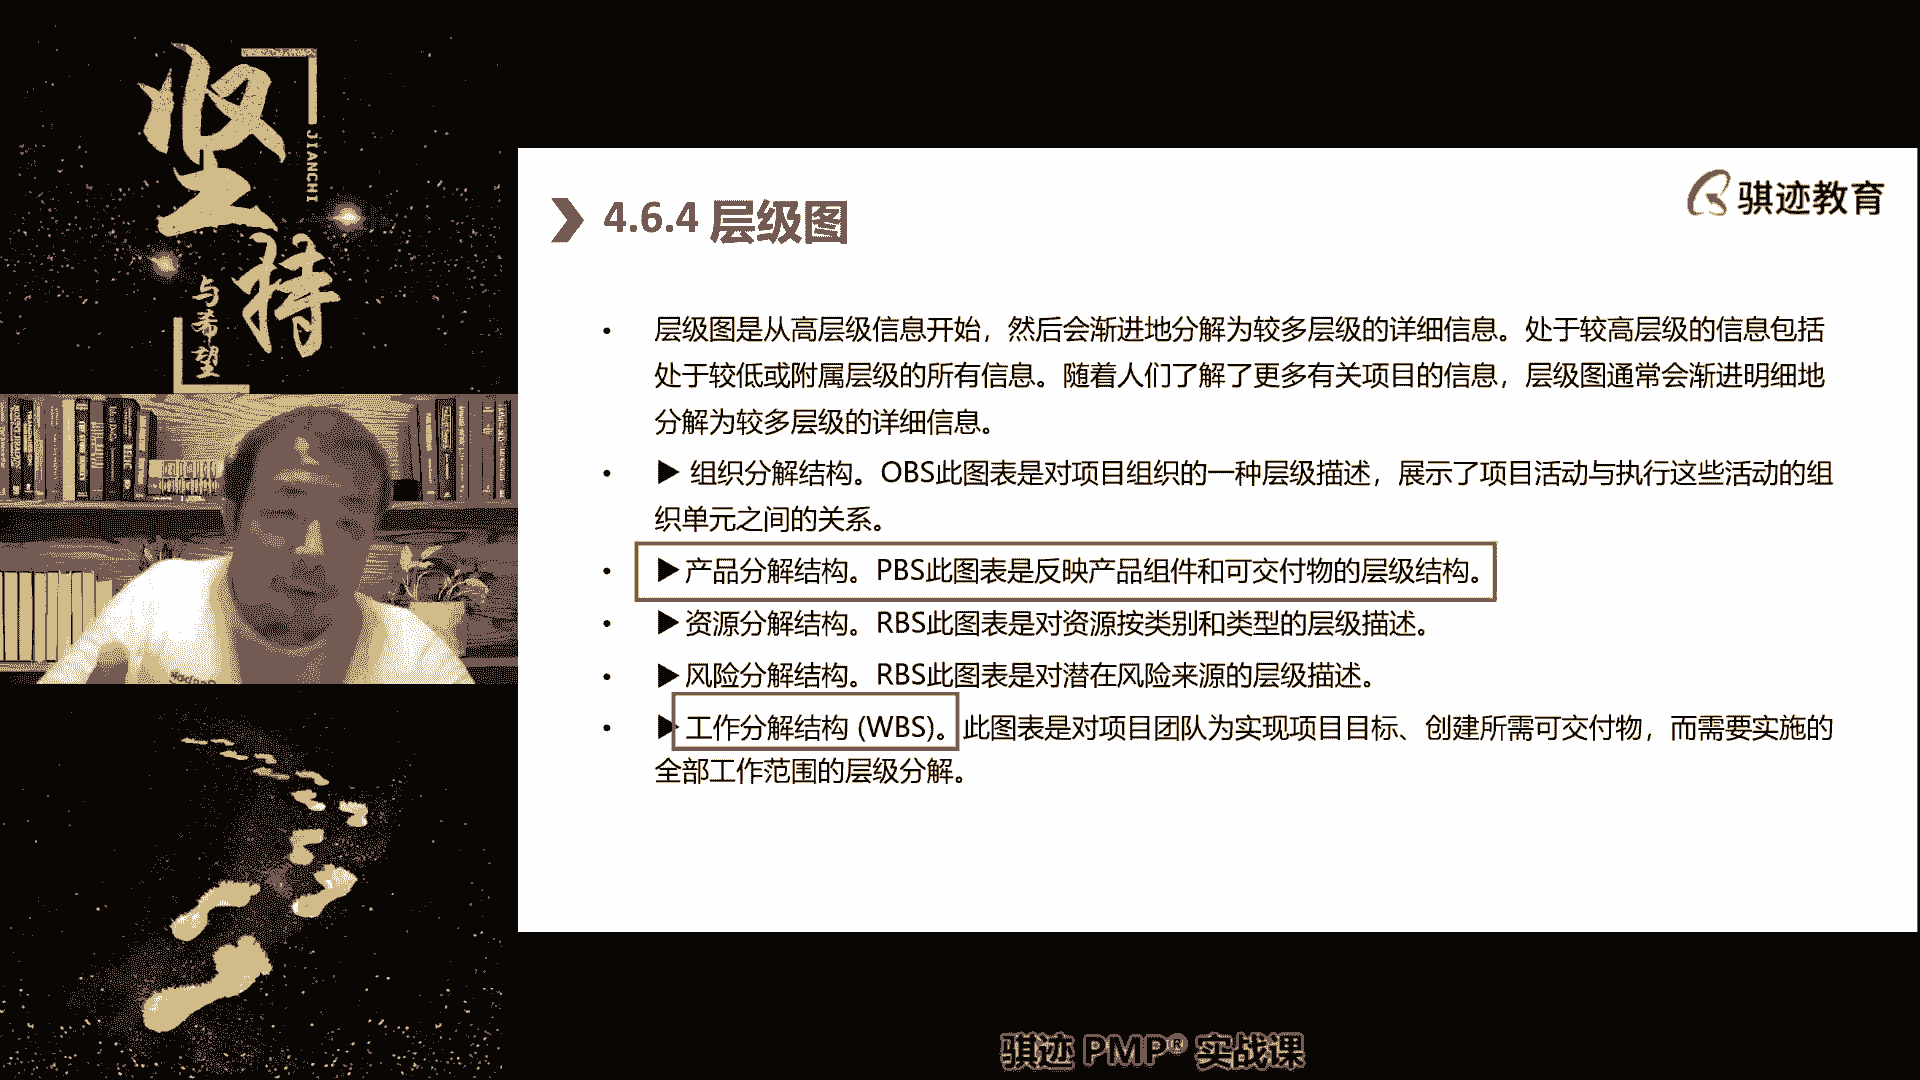 坚持
JIANCHI
与希望
骐迹教育
4.6.4 层级图
• 层级图是从高层级信息开始，然后会渐进地分解为较多层级的详细信息。处于较高层级的信息包括
处于较低或附属层级的所有信息。随着人们了解了更多有关项目的信息，层级图通常会渐进明细地
分解为较多层级的详细信息。
• ▶ 组织分解结构。OBS此图表是对项目组织的一种层级描述，展示了项目活动与执行这些活动的组
织单元之间的关系。
• ▶产品分解结构。PBS此图表是反映产品组件和可交付物的层级结构。
• ▶资源分解结构。RBS此图表是对资源按类别和类型的层级描述。
• ▶风险分解结构。RBS此图表是对潜在风险来源的层级描述。
• ▶工作分解结构 (WBS)。此图表是对项目团队为实现项目目标、创建所需可交付物，而需要实施的
全部工作范围的层级分解。
骐迹 PMP® 实战课